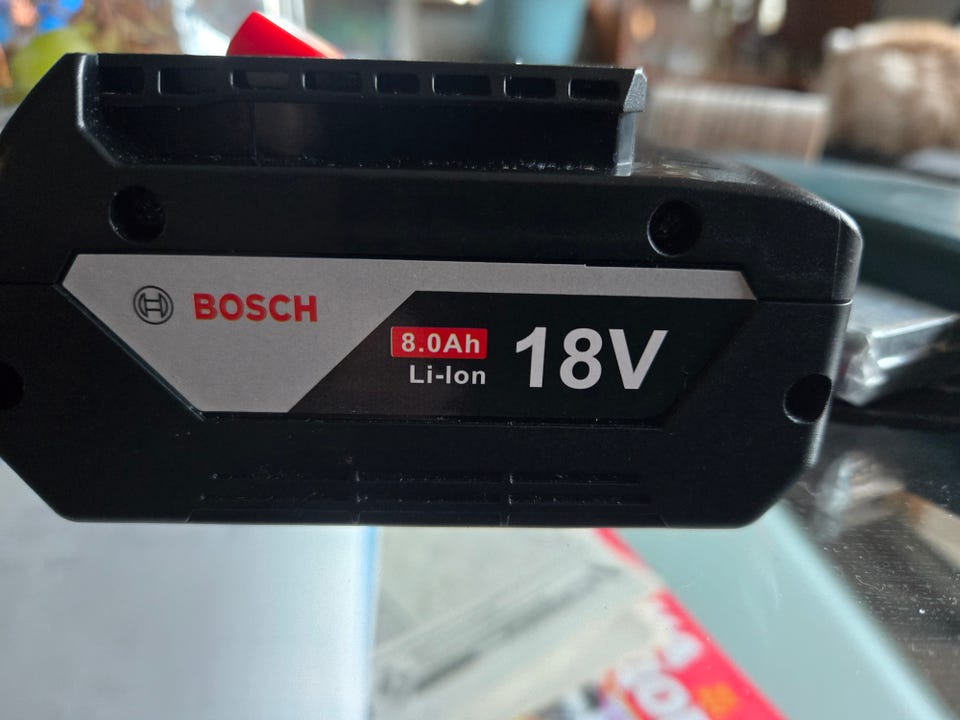 BOSCH
8.0Ah
Li-Ion
18V